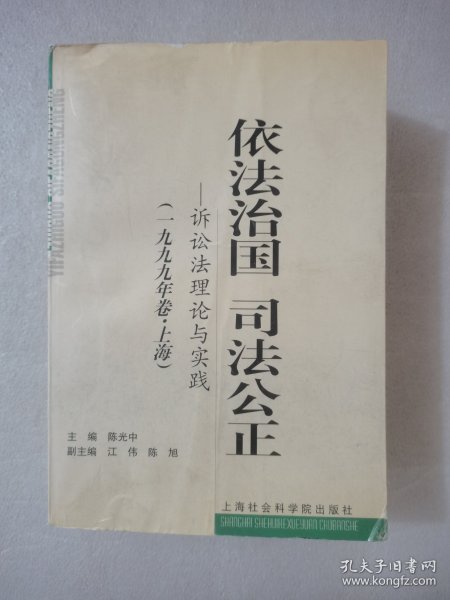 依法治国 司法公正
—诉讼法理论与实践
(一九九九年卷·上海)
主 编 陈光中
副主编 江 伟 陈 旭
上海社会科学院出版社
SHANGHAI SHEHUIKEXUEYUAN CHUBANSHE
孔夫子旧书网
www.kongfz.com